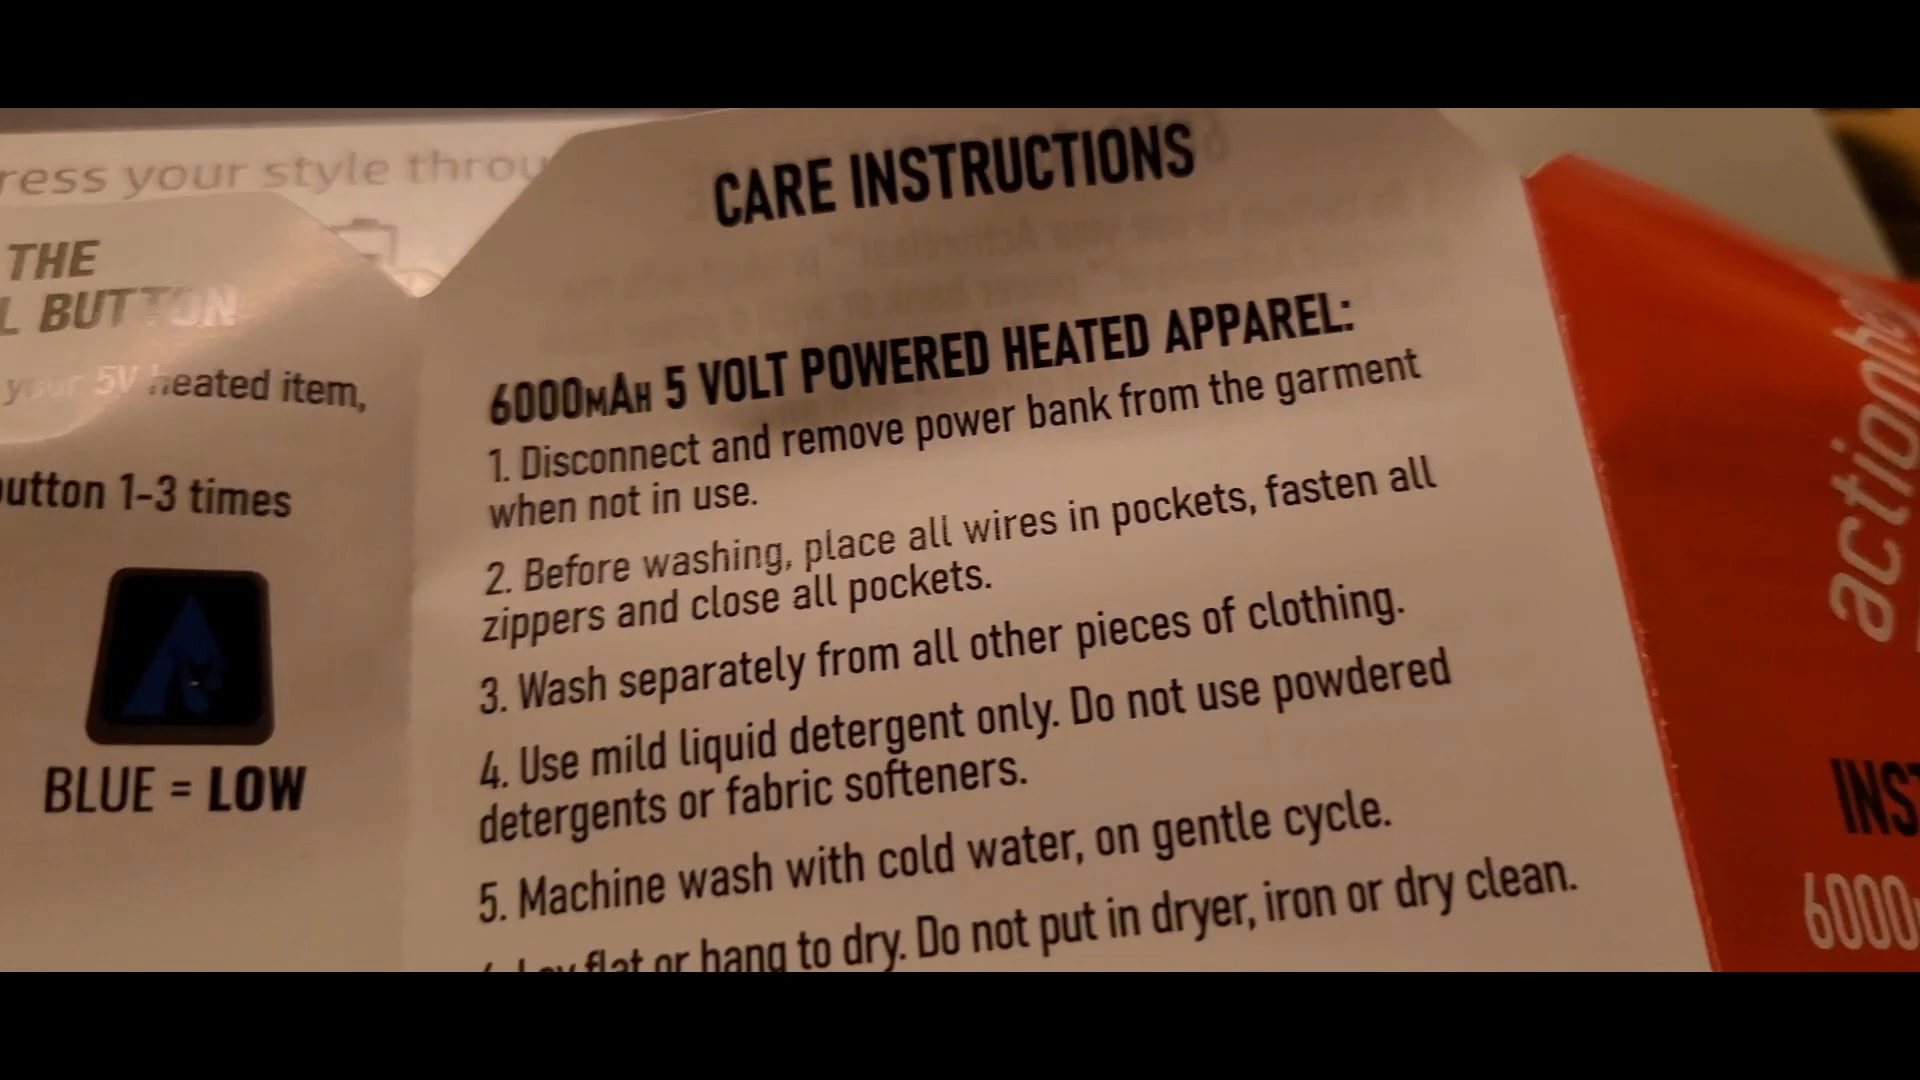 ress your style throu
THE
L BUTTON
your 5V heated item,
utton 1-3 times
BLUE = LOW
CARE INSTRUCTIONS
6000MAH 5 VOLT POWERED HEATED APPAREL:
1. Disconnect and remove power bank from the garment
when not in use.
2. Before washing, place all wires in pockets, fasten all
zippers and close all pockets.
3. Wash separately from all other pieces of clothing.
4. Use mild liquid detergent only. Do not use powdered
detergents or fabric softeners.
5. Machine wash with cold water, on gentle cycle.
Lay flat or hang to dry. Do not put in dryer, iron or dry clean.
actionhe
INS
6000